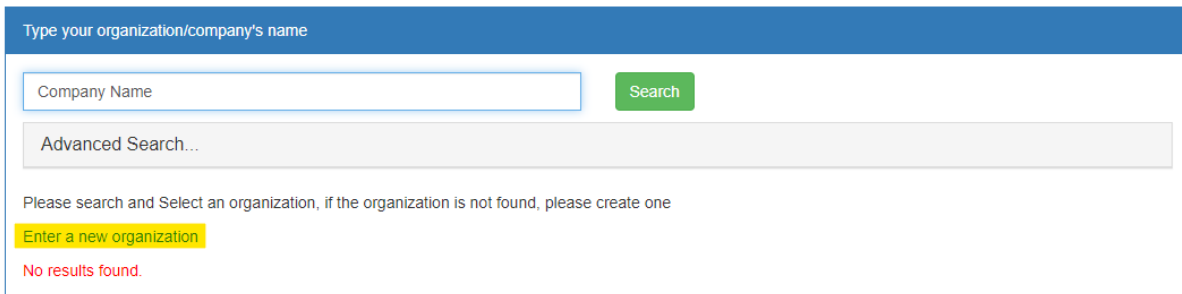 Type your organization/company's name
Company Name
Search
Advanced Search...
Please search and Select an organization, if the organization is not found, please create one
Enter a new organization
No results found.